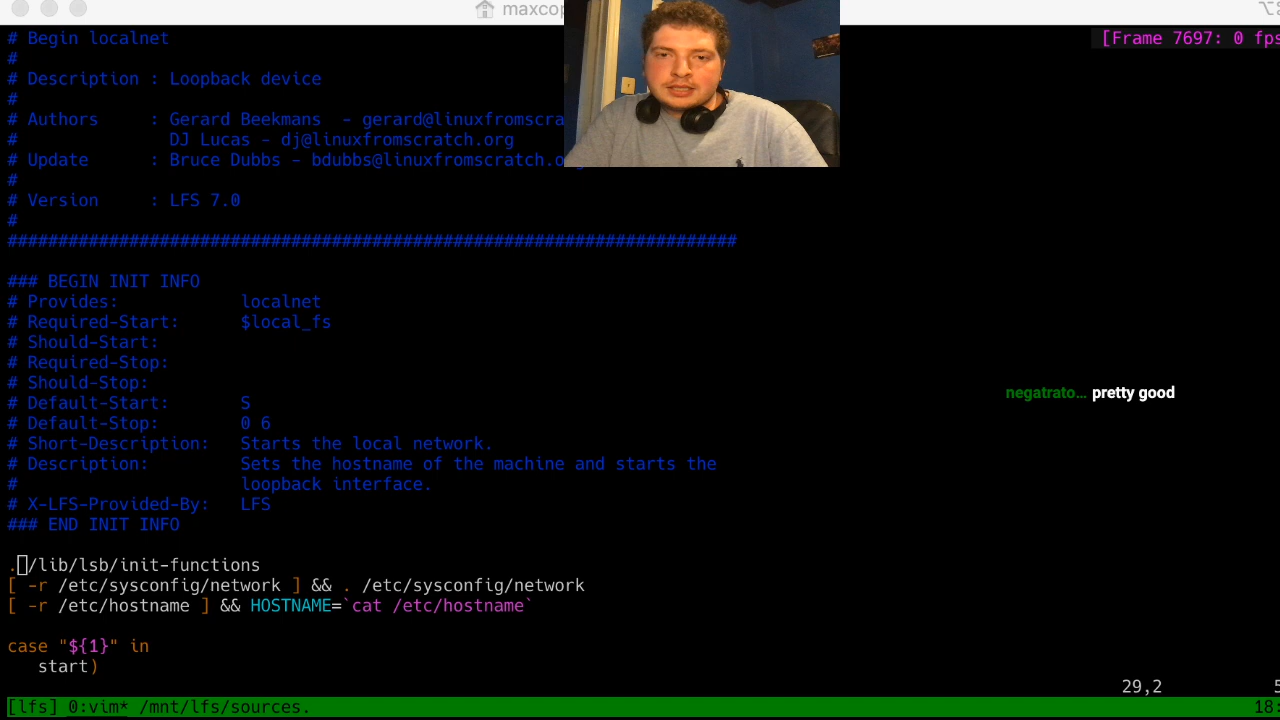 maxcop
# Begin localnet
[Frame 7697: 0 fps
#
# Description : Loopback device
#
# Authors     : Gerard Beekmans  - gerard@linuxfromscra
#               DJ Lucas - dj@linuxfromscratch.org
# Update      : Bruce Dubbs - bdubbs@linuxfromscratch.o
#
# Version     : LFS 7.0
#
########################################################################
### BEGIN INIT INFO
# Provides:            localnet
# Required-Start:      $local_fs
# Should-Start:
# Required-Stop:
# Should-Stop:
# Default-Start:       S
# Default-Stop:        0 6
# Short-Description:   Starts the local network.
# Description:         Sets the hostname of the machine and starts the
#                      loopback interface.
# X-LFS-Provided-By:   LFS
### END INIT INFO
negatrato… pretty good
. /lib/lsb/init-functions
[ -r /etc/sysconfig/network ] && . /etc/sysconfig/network
[ -r /etc/hostname ] && HOSTNAME=`cat /etc/hostname`
case "${1}" in
   start)
29,2
[lfs] 0:vim* /mnt/lfs/sources.
18: